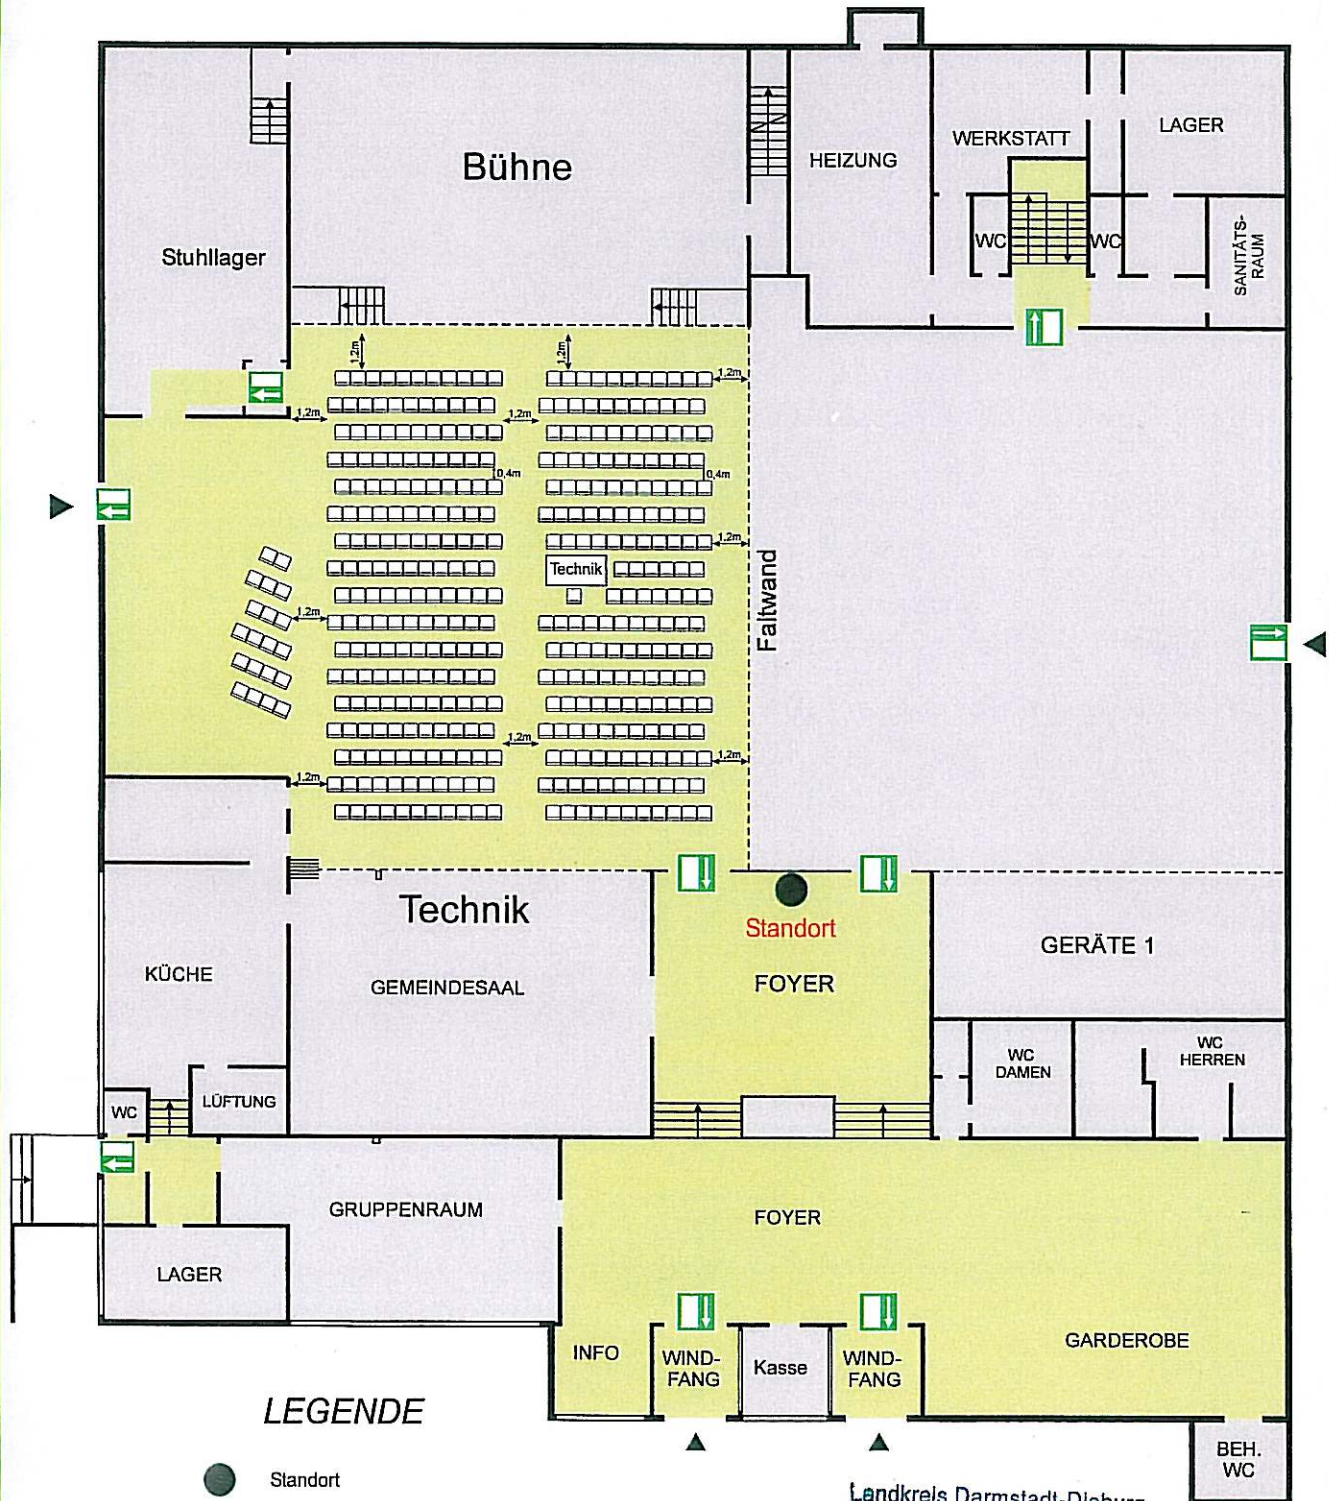 Bühne
HEIZUNG
WERKSTATT
LAGER
WC
WC
SANITÄTS-
RAUM
Stuhllager
1,2m
1,2m
1,2m
1,2m
1,2m
0,4m
0,4m
1,2m
Technik
1,2m
Faltwand
1,2m
1,2m
1,2m
Technik
Standort
KÜCHE
GEMEINDESAAL
FOYER
GERÄTE 1
WC
DAMEN
WC
HERREN
WC
LÜFTUNG
GRUPPENRAUM
FOYER
LAGER
INFO
WIND-
FANG
Kasse
WIND-
FANG
GARDEROBE
LEGENDE
BEH.
WC
Standort
Landkreis Darmstadt-Dieburg